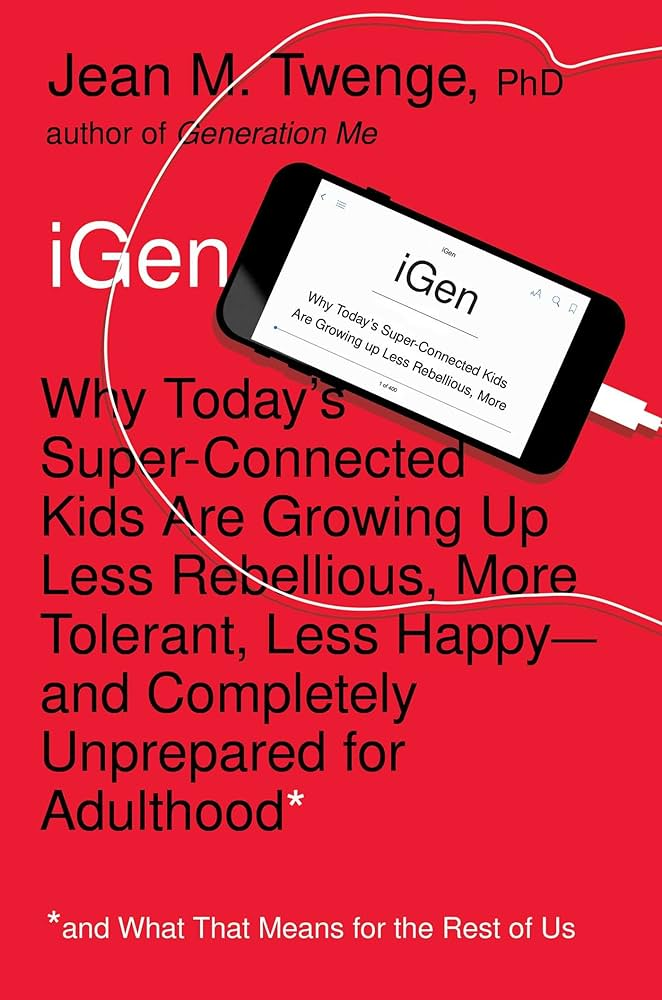 Jean M. Twenge, PhD
author of Generation Me
iGen
iGen
iGen
Why Today's Super-Connected Kids
Are Growing up Less Rebellious, More
1 of 400
Why Today's
Super-Connected
Kids Are Growing Up
Less Rebellious, More
Tolerant, Less Happy—
and Completely
Unprepared for
Adulthood*
*and What That Means for the Rest of Us